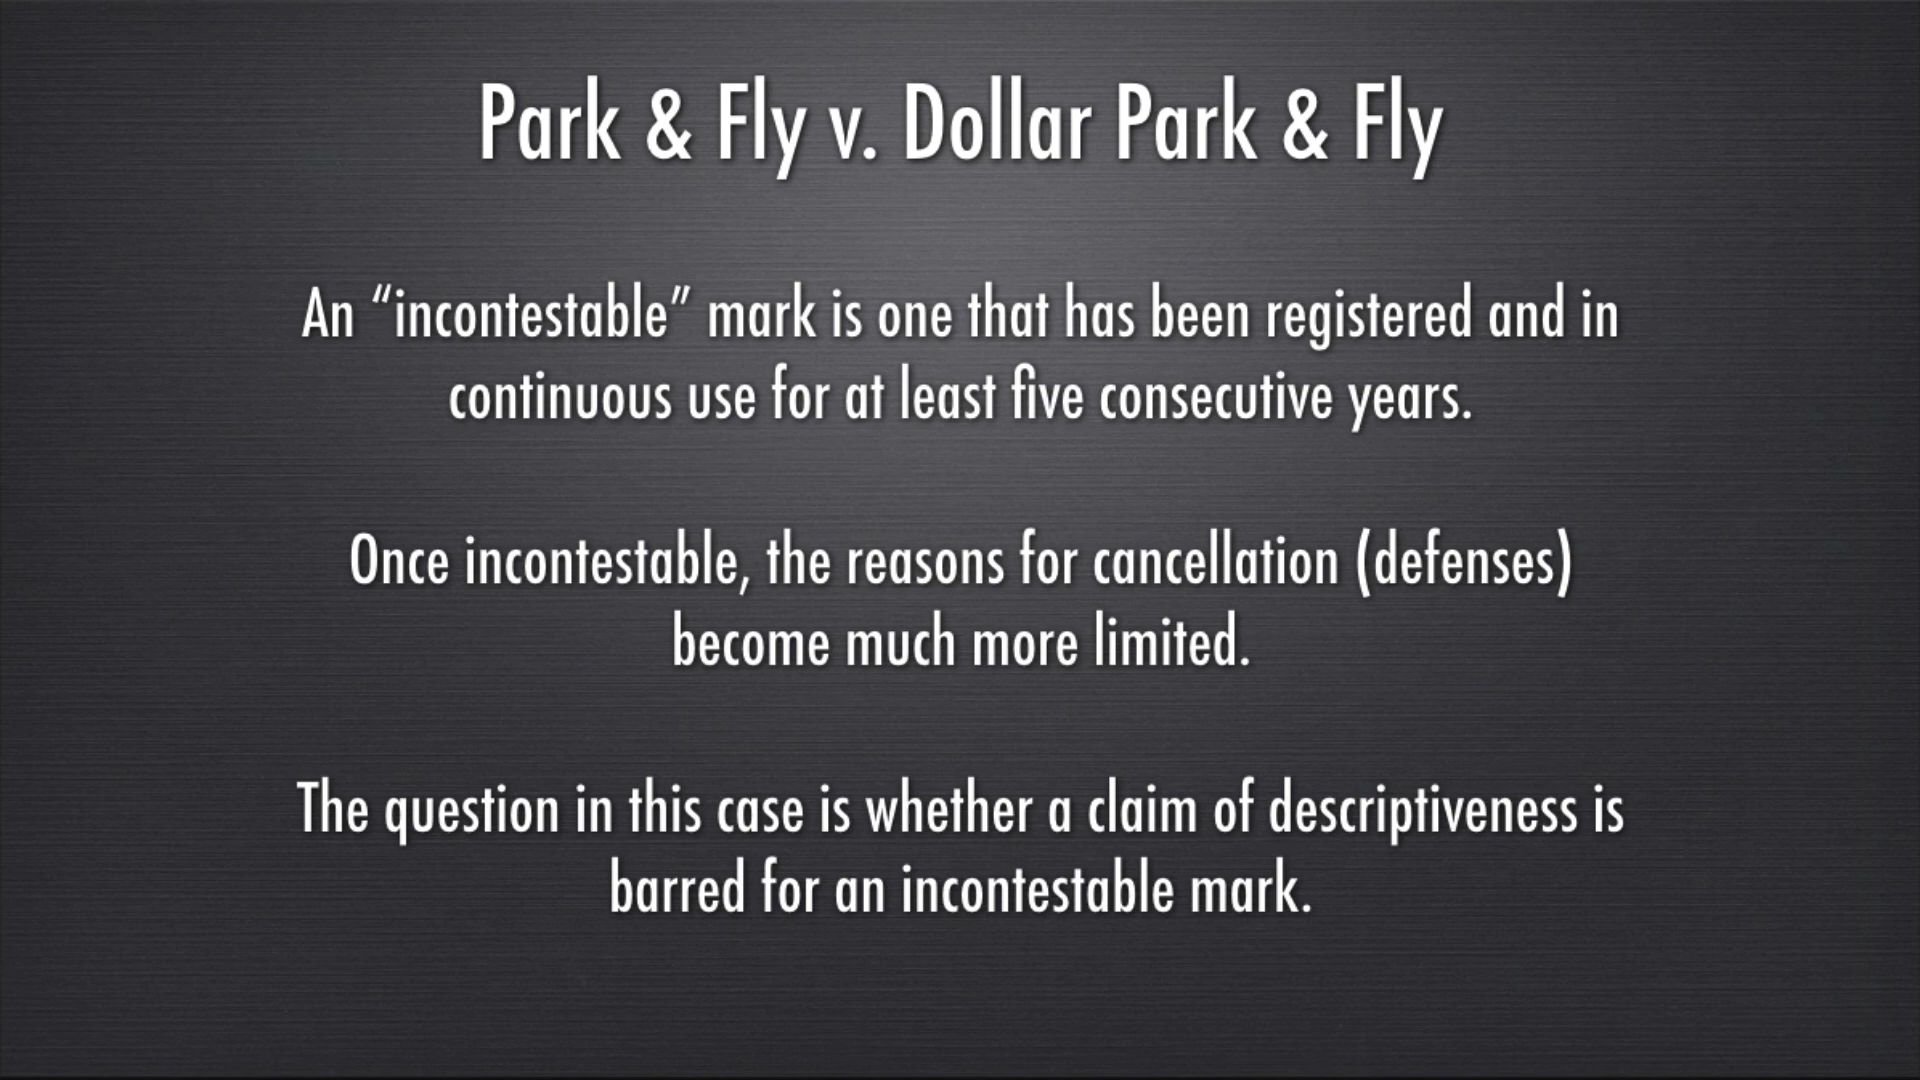 Park & Fly v. Dollar Park & Fly
An “incontestable” mark is one that has been registered and in
continuous use for at least five consecutive years.
Once incontestable, the reasons for cancellation (defenses)
become much more limited.
The question in this case is whether a claim of descriptiveness is
barred for an incontestable mark.